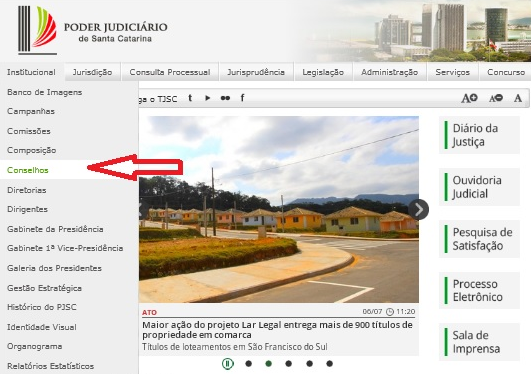 PODER JUDICIÁRIO
de Santa Catarina
Institucional Jurisdição Consulta Processual Jurisprudência Legislação Administração Serviços Concurso
Banco de Imagens
Campanhas
Comissões
Composição
Conselhos
Diretorias
Dirigentes
Gabinete da Presidência
Gabinete 1ª Vice-Presidência
Galeria dos Presidentes
Gestão Estratégica
Histórico do PJSC
Identidade Visual
Organograma
Relatórios Estatísticos
ga o TJSC t f A+ A- A
ATO 06/07 11:20
Maior ação do projeto Lar Legal entrega mais de 900 títulos de
propriedade em comarca
Títulos de loteamentos em São Francisco do Sul
Diário da
Justiça
Ouvidoria
Judicial
Pesquisa de
Satisfação
Processo
Eletrônico
Sala de
Imprensa